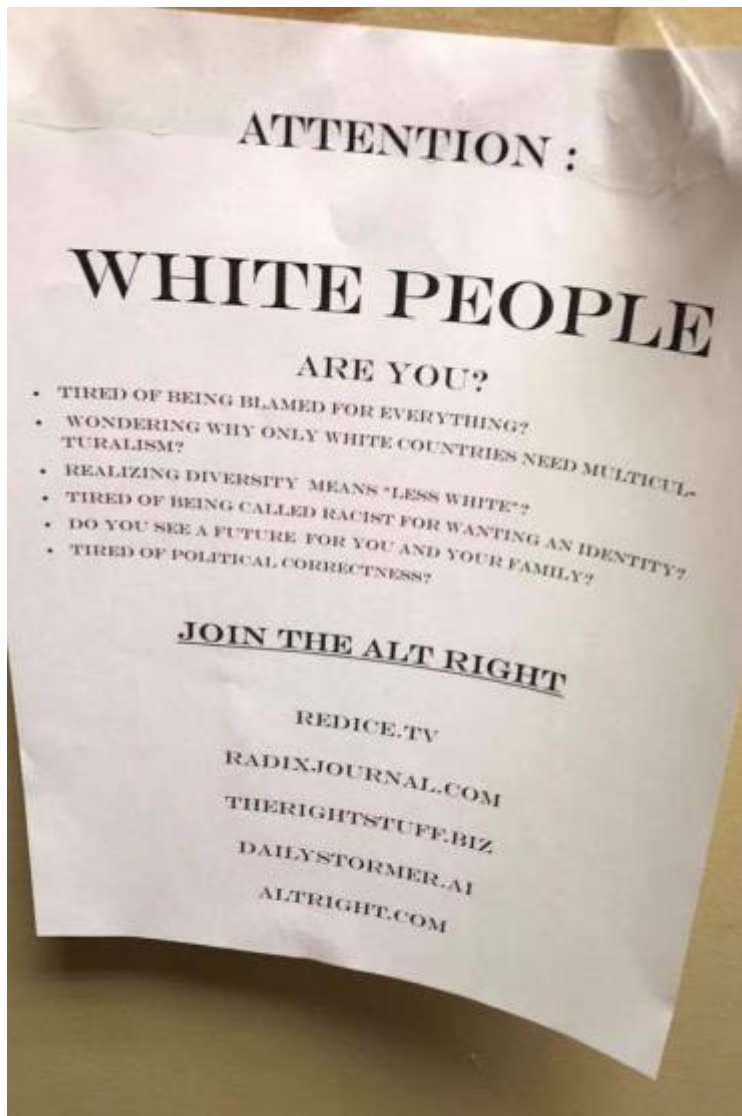 ATTENTION :
WHITE PEOPLE
ARE YOU?
• TIRED OF BEING BLAMED FOR EVERYTHING?
• WONDERING WHY ONLY WHITE COUNTRIES NEED MULTICUL-
TURALISM?
• REALIZING DIVERSITY MEANS "LESS WHITE"?
• TIRED OF BEING CALLED RACIST FOR WANTING AN IDENTITY?
• DO YOU SEE A FUTURE FOR YOU AND YOUR FAMILY?
• TIRED OF POLITICAL CORRECTNESS?
JOIN THE ALT RIGHT
REDICE.TV
RADIXJOURNAL.COM
THERIGHTSTUFF.BIZ
DAILYSTORMER.AI
ALTRIGHT.COM